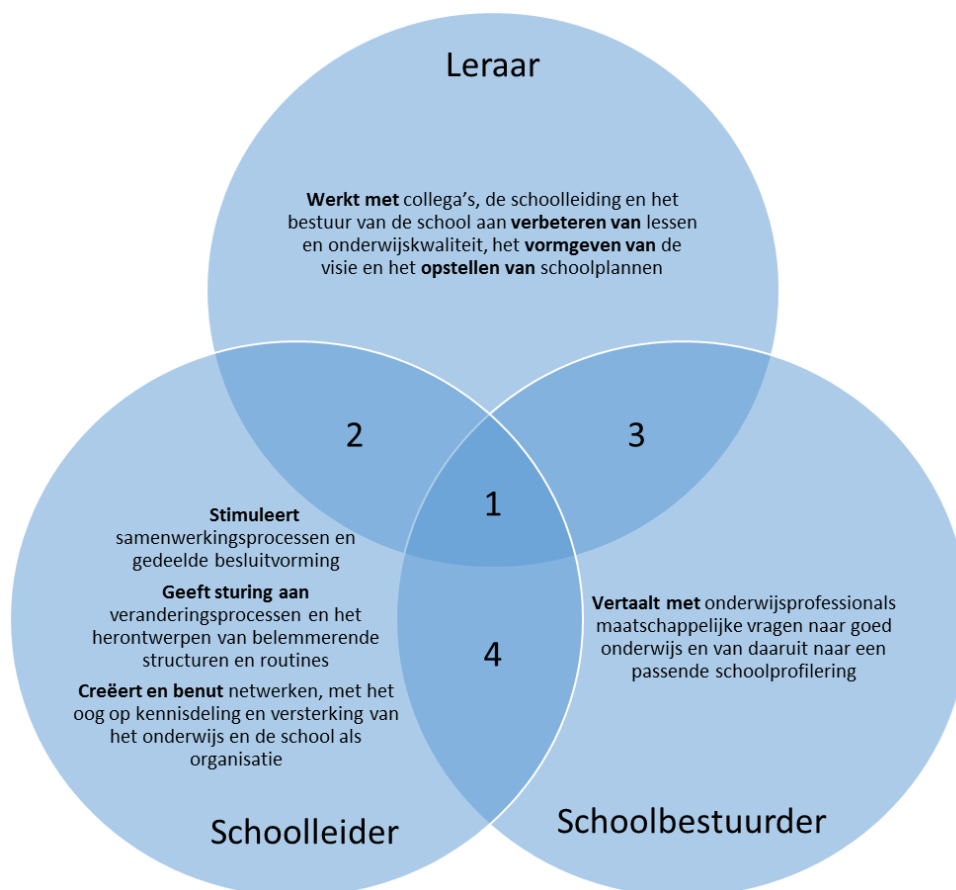 Leraar
Werkt met collega's, de schoolleiding en het
bestuur van de school aan verbeteren van lessen
en onderwijskwaliteit, het vormgeven van de
visie en het opstellen van schoolplannen
2
3
1
Stimuleert
samenwerkingsprocessen en
gedeelde besluitvorming
Geeft sturing aan
veranderingsprocessen en het
herontwerpen van belemmerende
structuren en routines
Creëert en benut netwerken, met het
oog op kennisdeling en versterking van
het onderwijs en de school als
organisatie
4
Vertaalt met onderwijsprofessionals
maatschappelijke vragen naar goed
onderwijs en van daaruit naar een
passende schoolprofilering
Schoolleider
Schoolbestuurder